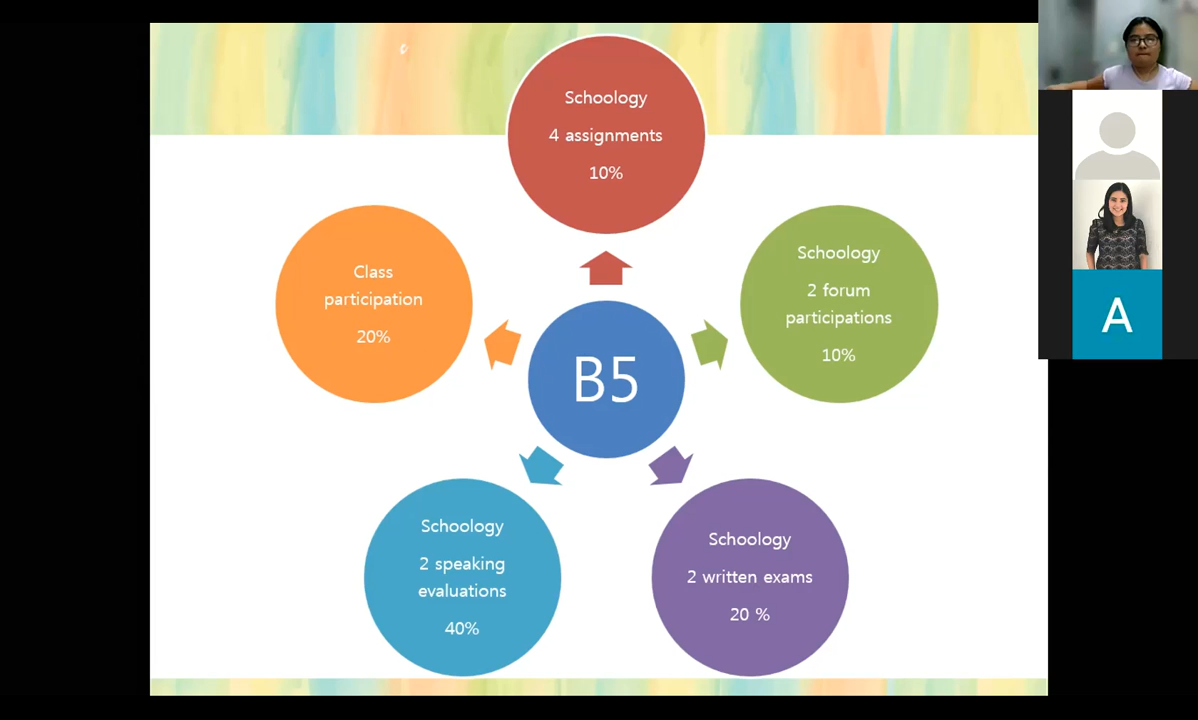 Schoology
4 assignments
10%
Class
participation
20%
Schoology
2 forum
participations
10%
B5
Schoology
2 speaking
evaluations
40%
Schoology
2 written exams
20 %
A